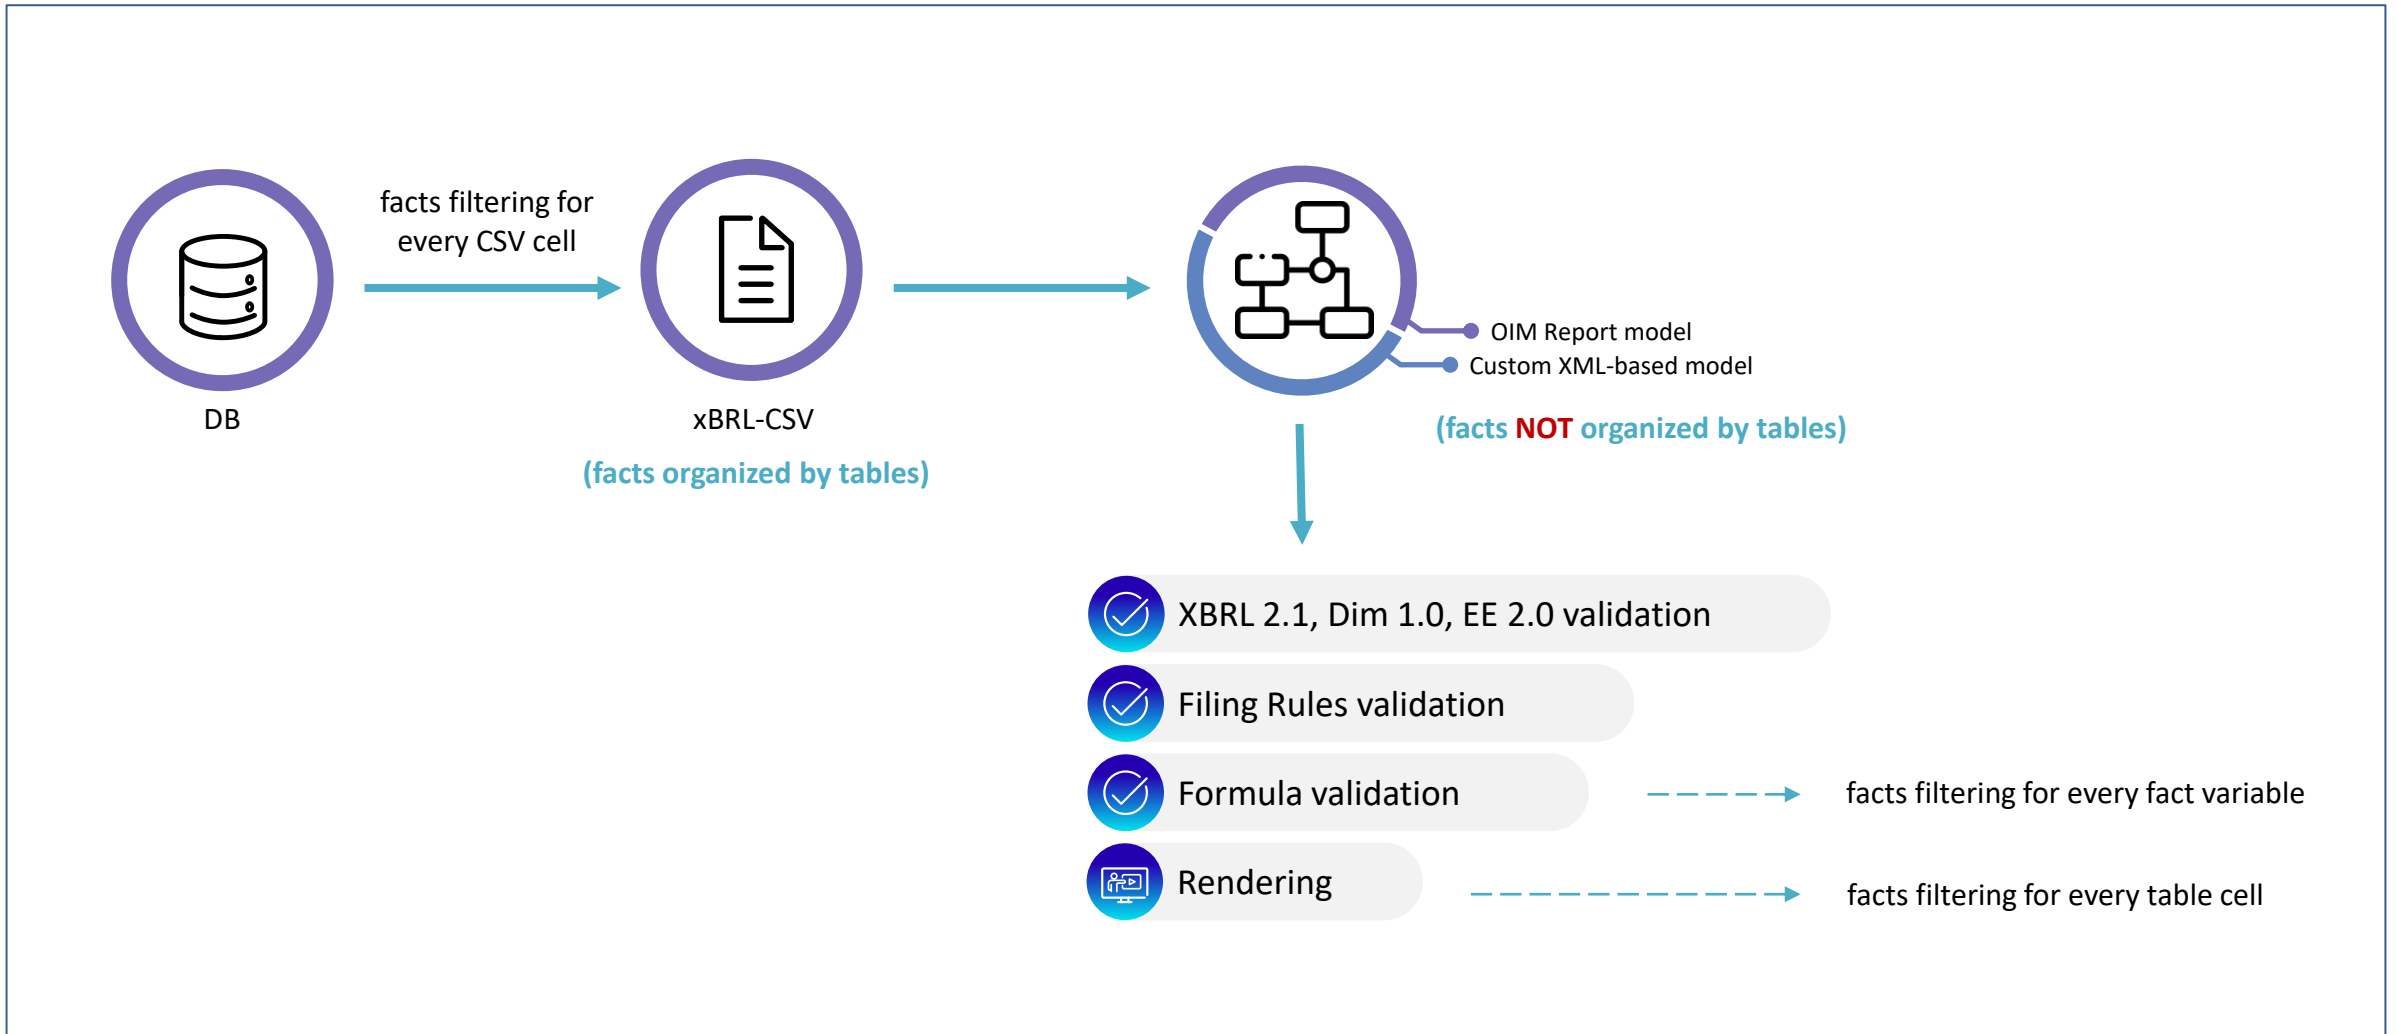 facts filtering for
every CSV cell
DB
xBRL-CSV
(facts organized by tables)
OIM Report model
Custom XML-based model
(facts NOT organized by tables)
XBRL 2.1, Dim 1.0, EE 2.0 validation
Filing Rules validation
Formula validation
facts filtering for every fact variable
Rendering
facts filtering for every table cell